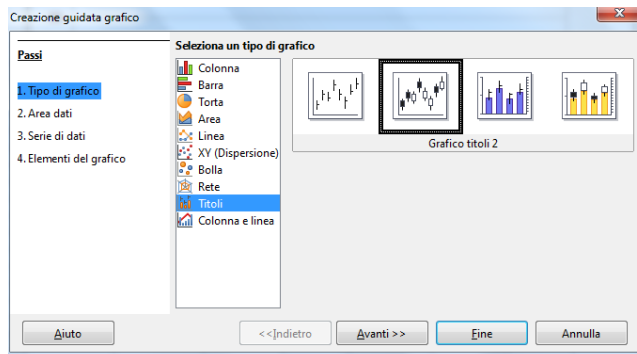 Creazione guidata grafico
Passi
1. Tipo di grafico
2. Area dati
3. Serie di dati
4. Elementi del grafico
Seleziona un tipo di grafico
Colonna
Barra
Torta
Area
Linea
XY (Dispersione)
Bolla
Rete
Titoli
Colonna e linea
Grafico titoli 2
Aiuto
<<Indietro
Avanti >>
Fine
Annulla